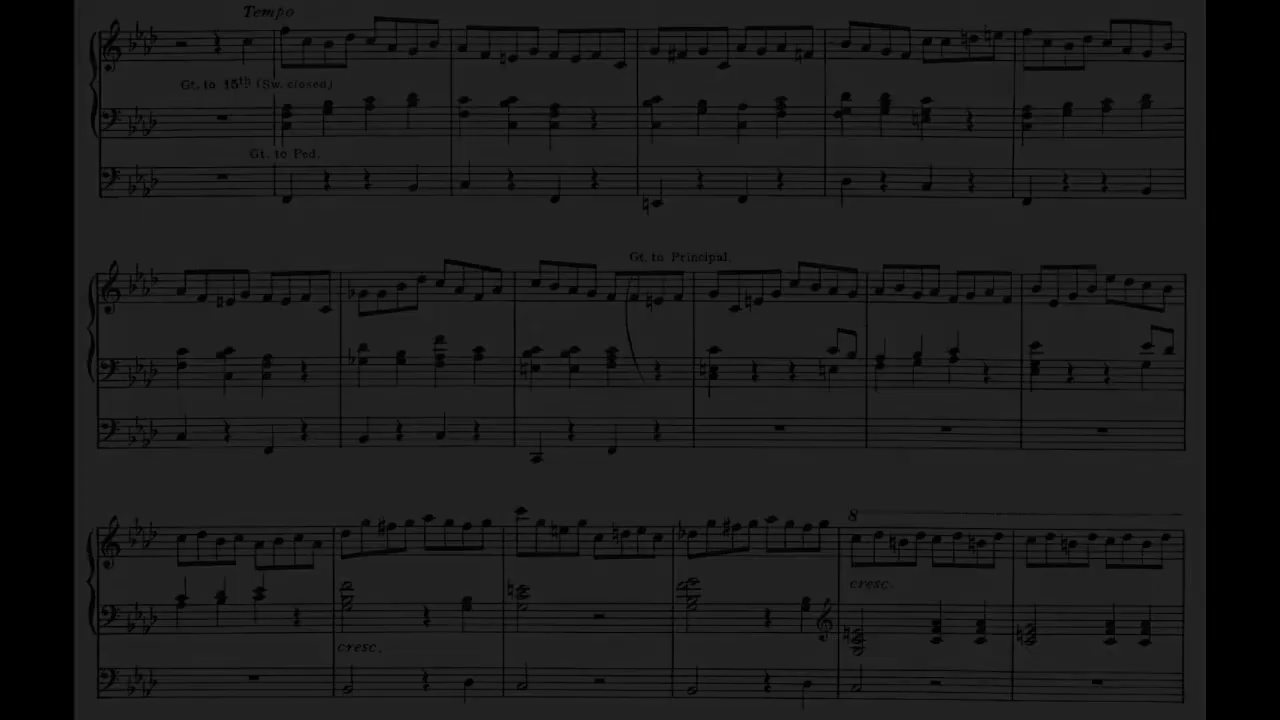 Tempo
Gt. to 15th (Sw. closed)
Gt. to Ped.
Gt. to Principal.
8
cresc.
cresc.